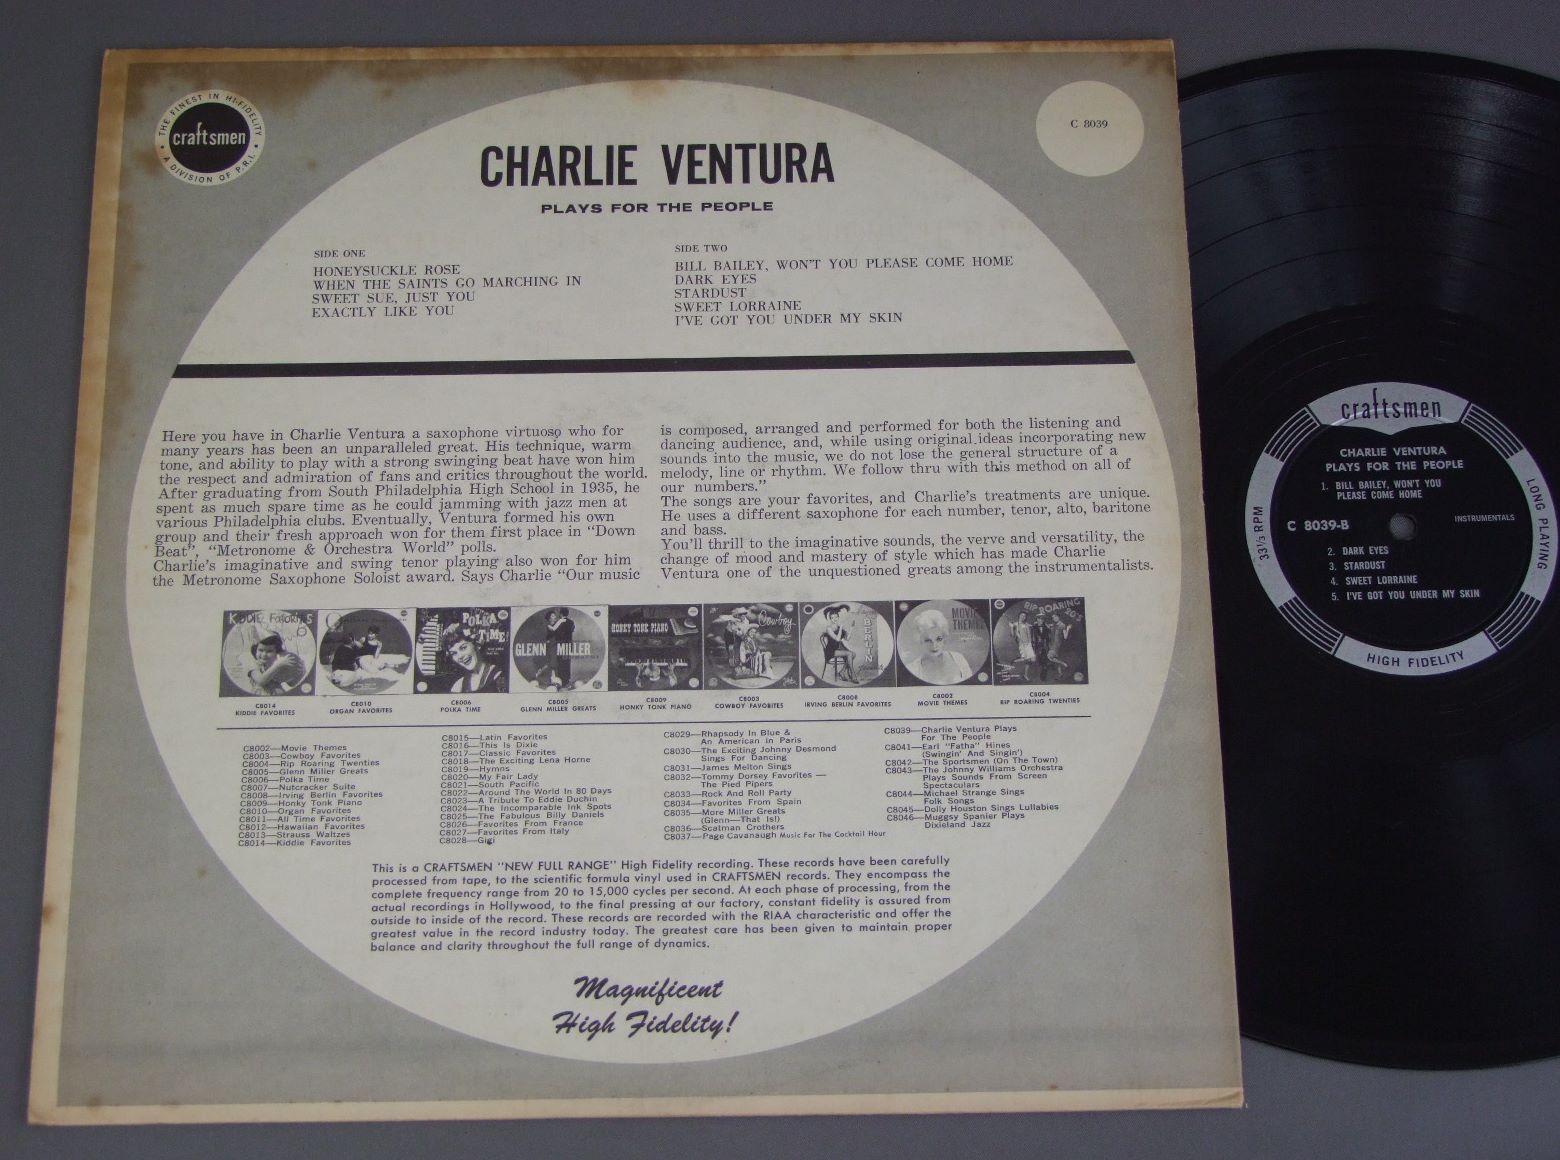 THE FINEST IN HI-FIDELITY
craftsmen
A DIVISION OF P.R.I.
C 8039
CHARLIE VENTURA
PLAYS FOR THE PEOPLE
SIDE ONE
HONEYSUCKLE ROSE
WHEN THE SAINTS GO MARCHING IN
SWEET SUE, JUST YOU
EXACTLY LIKE YOU
SIDE TWO
BILL BAILEY, WON'T YOU PLEASE COME HOME
DARK EYES
STARDUST
SWEET LORRAINE
I'VE GOT YOU UNDER MY SKIN
Here you have in Charlie Ventura a saxophone virtuoso who for
many years has been an unparalleled great. His technique, warm
tone, and ability to play with a strong swinging beat have won him
the respect and admiration of fans and critics throughout the world.
After graduating from South Philadelphia High School in 1935, he
spent as much spare time as he could jamming with jazz men at
various Philadelphia clubs. Eventually, Ventura formed his own
group and their fresh approach won for them first place in "Down
Beat", "Metronome & Orchestra World" polls.
Charlie's imaginative and swing tenor playing also won for him
the Metronome Saxophone Soloist award. Says Charlie "Our music
is composed, arranged and performed for both the listening and
dancing audience, and, while using original ideas incorporating new
sounds into the music, we do not lose the general structure of a
melody, line or rhythm. We follow thru with this method on all of
our numbers."
The songs are your favorites, and Charlie's treatments are unique.
He uses a different saxophone for each number, tenor, alto, baritone
and bass.
You'll thrill to the imaginative sounds, the verve and versatility, the
change of mood and mastery of style which has made Charlie
Ventura one of the unquestioned greats among the instrumentalists.
KIDDIE FAVORITES
POLKA TIME!
GLENN MILLER
HONKY TONK PIANO
Cowboy
BERLIN
MOVIE THEMES
RIP ROARING 20's
C8014
KIDDIE FAVORITES
C8010
ORGAN FAVORITES
C8006
POLKA TIME
C8005
GLENN MILLER GREATS
C8009
HONKY TONK PIANO
C8003
COWBOY FAVORITES
C8008
IRVING BERLIN FAVORITES
C8002
MOVIE THEMES
C8004
RIP ROARING TWENTIES
C8002—Movie Themes
C8003—Cowboy Favorites
C8004—Rip Roaring Twenties
C8005—Glenn Miller Greats
C8006—Polka Time
C8007—Nutcracker Suite
C8008—Irving Berlin Favorites
C8009—Honky Tonk Piano
C8010—Organ Favorites
C8011—All Time Favorites
C8012—Hawaiian Favorites
C8013—Strauss Waltzes
C8014—Kiddie Favorites
C8015—Latin Favorites
C8016—This Is Dixie
C8017—Classic Favorites
C8018—The Exciting Lena Horne
C8019—Hymns
C8020—My Fair Lady
C8021—South Pacific
C8022—Around The World In 80 Days
C8023—A Tribute To Eddie Duchin
C8024—The Incomparable Ink Spots
C8025—The Fabulous Billy Daniels
C8026—Favorites From France
C8027—Favorites From Italy
C8028—Gigi
C8029—Rhapsody In Blue &
An American in Paris
C8030—The Exciting Johnny Desmond
Sings For Dancing
C8031—James Melton Sings
C8032—Tommy Dorsey Favorites —
The Pied Pipers
C8033—Rock And Roll Party
C8034—Favorites From Spain
C8035—More Miller Greats
(Glenn—That Is!)
C8036—Scatman Crothers
C8037—Page Cavanaugh Music For The Cocktail Hour
C8039—Charlie Ventura Plays
For The People
C8041—Earl "Fatha" Hines
(Swingin' And Singin')
C8042—The Sportsmen (On The Town)
C8043—The Johnny Williams Orchestra
Plays Sounds From Screen
Spectaculars
C8044—Michael Strange Sings
Folk Songs
C8045—Dolly Houston Sings Lullabies
C8046—Muggsy Spanier Plays
Dixieland Jazz
This is a CRAFTSMEN "NEW FULL RANGE" High Fidelity recording. These records have been carefully
processed from tape, to the scientific formula vinyl used in CRAFTSMEN records. They encompass the
complete frequency range from 20 to 15,000 cycles per second. At each phase of processing, from the
actual recordings in Hollywood, to the final pressing at our factory, constant fidelity is assured from
outside to inside of the record. These records are recorded with the RIAA characteristic and offer the
greatest value in the record industry today. The greatest care has been given to maintain proper
balance and clarity throughout the full range of dynamics.
Magnificent
High Fidelity!
craftsmen
CHARLIE VENTURA
PLAYS FOR THE PEOPLE
1. BILL BAILEY, WON'T YOU
PLEASE COME HOME
C 8039-B
INSTRUMENTALS
2. DARK EYES
3. STARDUST
4. SWEET LORRAINE
5. I'VE GOT YOU UNDER MY SKIN
33⅓ RPM
LONG PLAYING
HIGH FIDELITY